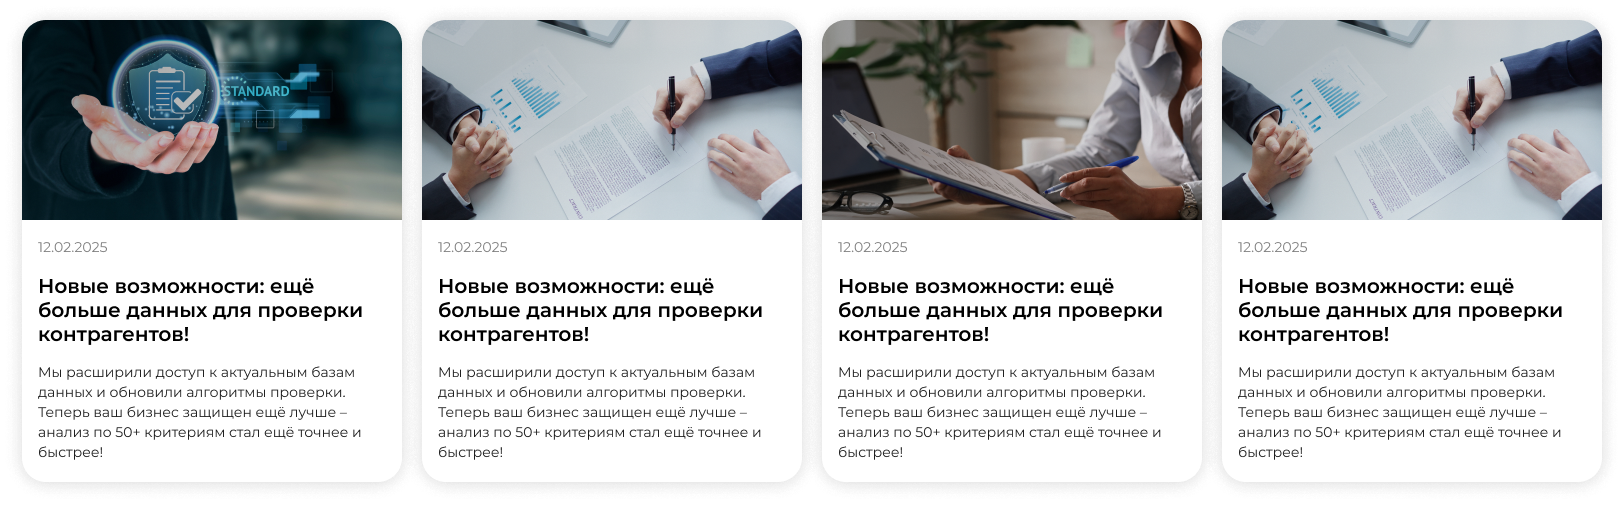 STANDARD
12.02.2025
Новые возможности: ещё
больше данных для проверки
контрагентов!
Мы расширили доступ к актуальным базам
данных и обновили алгоритмы проверки.
Теперь ваш бизнес защищен ещё лучше –
анализ по 50+ критериям стал ещё точнее и
быстрее!
CONTRACT
12.02.2025
Новые возможности: ещё
больше данных для проверки
контрагентов!
Мы расширили доступ к актуальным базам
данных и обновили алгоритмы проверки.
Теперь ваш бизнес защищен ещё лучше –
анализ по 50+ критериям стал ещё точнее и
быстрее!
12.02.2025
Новые возможности: ещё
больше данных для проверки
контрагентов!
Мы расширили доступ к актуальным базам
данных и обновили алгоритмы проверки.
Теперь ваш бизнес защищен ещё лучше –
анализ по 50+ критериям стал ещё точнее и
быстрее!
CONTRACT
12.02.2025
Новые возможности: ещё
больше данных для проверки
контрагентов!
Мы расширили доступ к актуальным базам
данных и обновили алгоритмы проверки.
Теперь ваш бизнес защищен ещё лучше –
анализ по 50+ критериям стал ещё точнее и
быстрее!